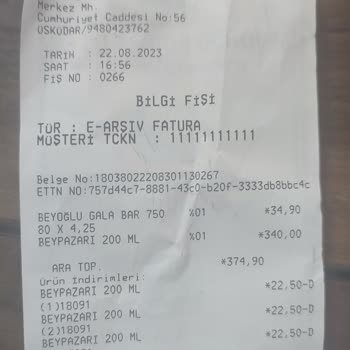 Merkez Mh.
Cumhuriyet Caddesi No:56
ÜSKÜDAR/9480423762
TARİH : 22.08.2023
SAAT : 16:56
FİŞ NO : 0266
BİLGİ FİŞİ
TÜR : E-ARŞİV FATURA
MÜŞTERİ TCKN : 11111111111
Belge No:18038022208301130267
ETTN NO:757d44c7-8881-43c0-b20f-3333db8bbc4c
BEYOĞLU GALA BAR 750 %01 *34,90
80 X 4,25
BEYPAZARI 200 ML %01 *340,00
ARA TOP. *374,90
Ürün İndirimleri:
BEYPAZARI 200 ML *22,50-D
(1)18091
BEYPAZARI 200 ML *22,50-D
(2)18091
BEYPAZARI 200 ML *22,50-D